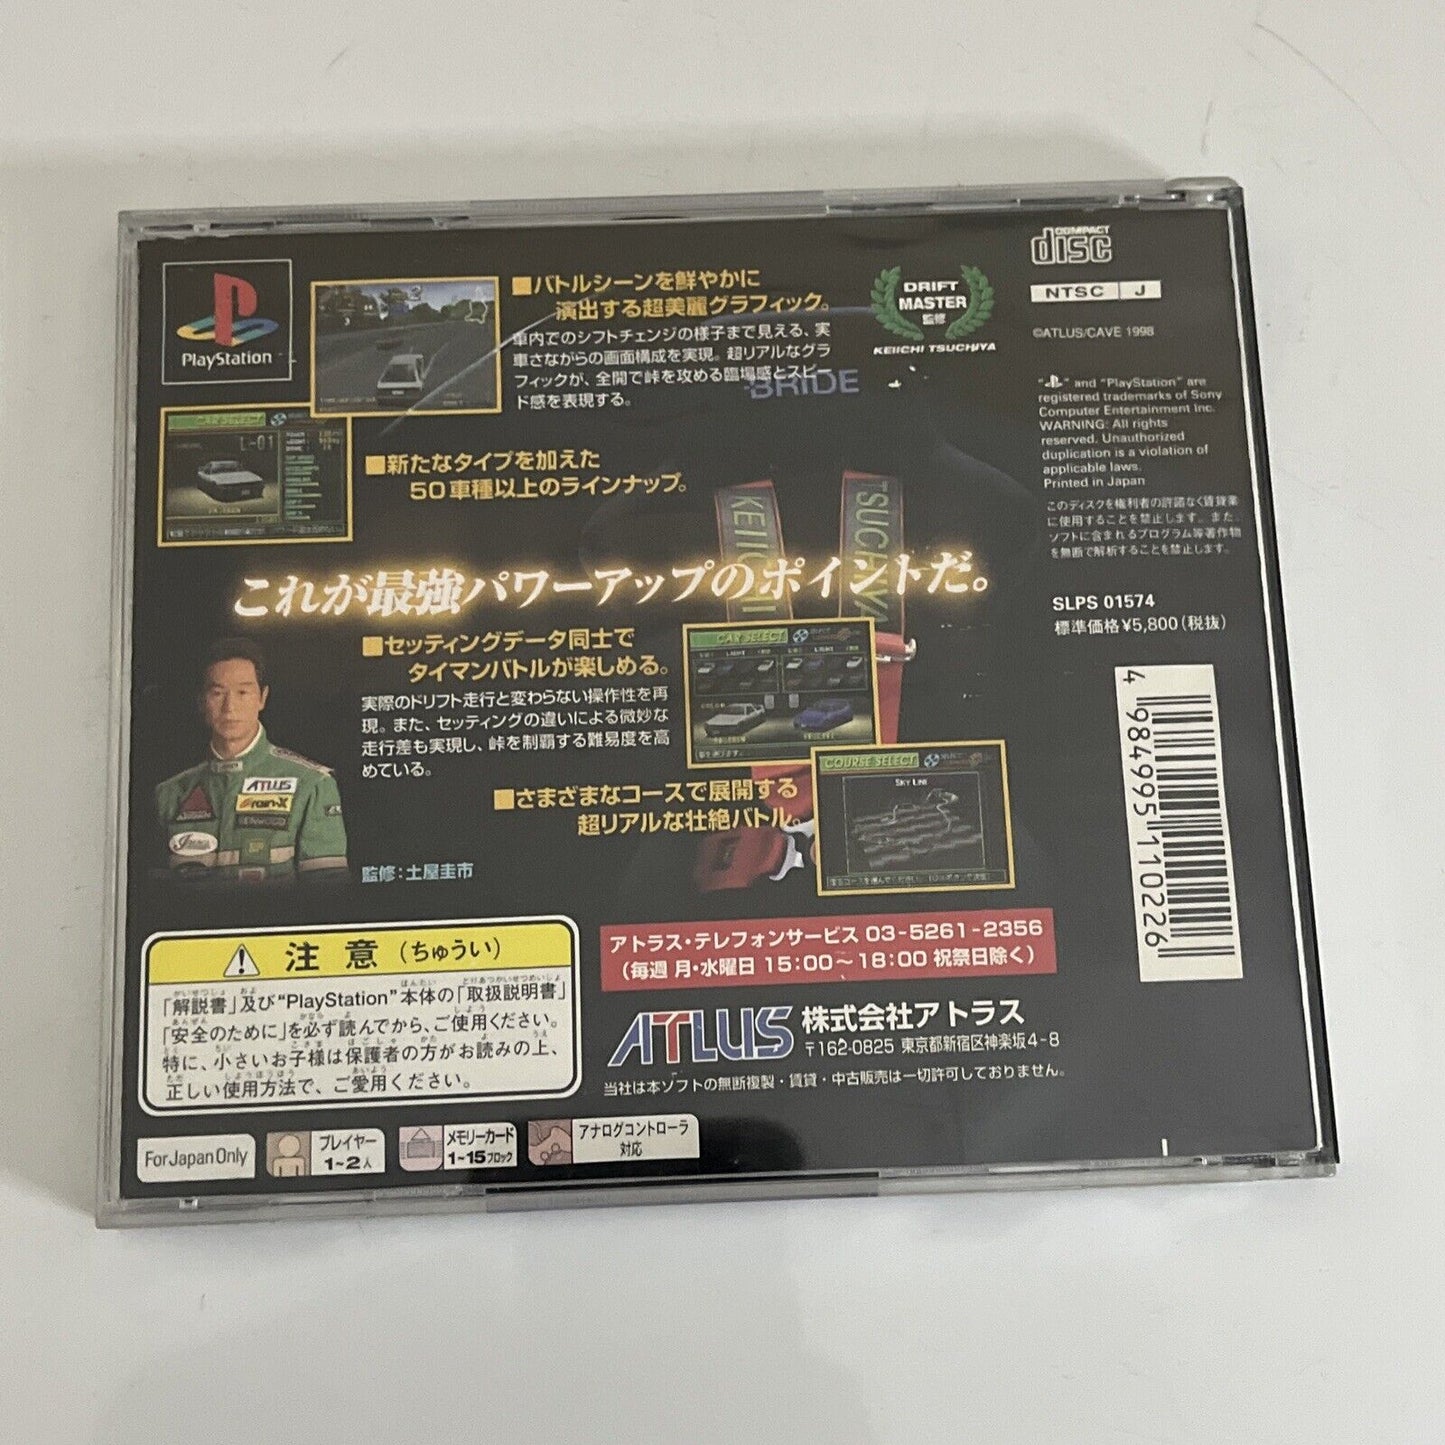 PlayStation
■バトルシーンを鮮やかに
演出する超美麗グラフィック。
車内でのシフトチェンジの様子まで見える、実
車さながらの画面構成を実現。超リアルなグラ
フィックが、全開で峠を攻める臨場感とスピー
ド感を表現する。
DRIFT
MASTER
監修
KEIICHI TSUCHIYA
BRIDE
COMPACT
disc
NTSC J
©ATLUS/CAVE 1998
" " and "PlayStation" are
registered trademarks of Sony
Computer Entertainment Inc.
WARNING: All rights
reserved. Unauthorized
duplication is a violation of
applicable laws.
Printed in Japan
このディスクを権利者の許諾なく賃貸業
に使用することを禁止します。また、
ソフトに含まれるプログラム等著作物
を無断で解析することを禁止します。
SLPS 01574
標準価格¥5,800(税抜)
4 984995 110226
CAR SELECT
L-01
■新たなタイプを加えた
50車種以上のラインナップ。
KEIICHI
TSUCHIYA
これが最強パワーアップのポイントだ。
■セッティングデータ同士で
タイマンバトルが楽しめる。
実際のドリフト走行と変わらない操作性を再
現。また、セッティングの違いによる微妙な
走行差も実現し、峠を制覇する難易度を高
めている。
CAR SELECT
COURSE SELECT
SKY LINE
■さまざまなコースで展開する
超リアルな壮絶バトル。
ATLUS
Rain-X
KENWOOD
監修:土屋圭市
注意(ちゅうい)
「解説書」及び"PlayStation"本体の「取扱説明書」
「安全のために」を必ず読んでから、ご使用ください。
特に、小さいお子様は保護者の方がお読みの上、
正しい使用方法で、ご愛用ください。
アトラス・テレフォンサービス 03-5261-2356
(毎週 月・水曜日 15:00~18:00 祝祭日除く)
ATLUS 株式会社アトラス
〒162-0825 東京都新宿区神楽坂4-8
当社は本ソフトの無断複製・賃貸・中古販売は一切許可しておりません。
For Japan Only
プレイヤー
1~2人
メモリーカード
1~15ブロック
アナログコントローラ
対応